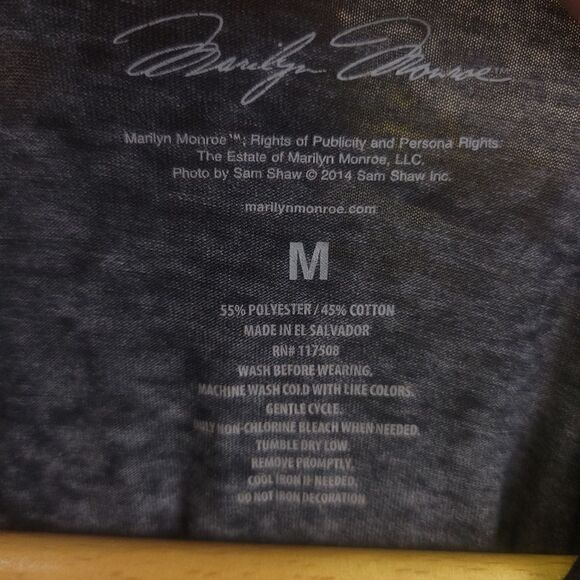 Marilyn Monroe™
Marilyn Monroe™; Rights of Publicity and Persona Rights:
The Estate of Marilyn Monroe, LLC.
Photo by Sam Shaw © 2014 Sam Shaw Inc.
marilynmonroe.com
M
55% POLYESTER / 45% COTTON
MADE IN EL SALVADOR
RN# 117508
WASH BEFORE WEARING.
MACHINE WASH COLD WITH LIKE COLORS.
GENTLE CYCLE.
ONLY NON-CHLORINE BLEACH WHEN NEEDED.
TUMBLE DRY LOW.
REMOVE PROMPTLY.
COOL IRON IF NEEDED.
DO NOT IRON DECORATION.